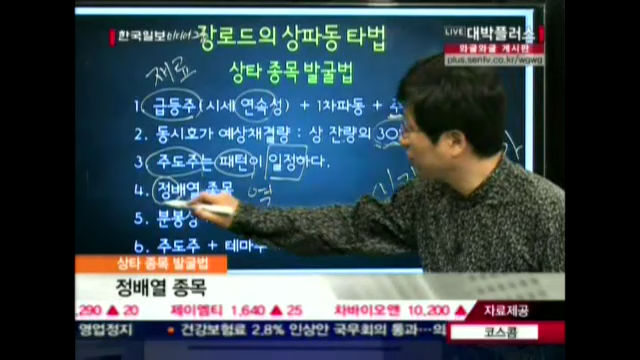 한국일보
장로드의 상파동 타법
LIVE 대박플러스
와글와글 게시판
plus.sentv.co.kr/wgwg
재료
상타 종목 발굴법
1. 급등주(시세 연속성) + 1차파동 +
2. 동시호가 예상체결량 : 상 잔량의 30
3. 주도주는 패턴이 일정하다.
4. 정배열 종목
열
5. 분봉상
6. 주도주 + 테마주
상타 종목 발굴법
정배열 종목
,290 ▲ 20 제이엠티 1,640 ▲ 25 차바이오앤 10,200 ▲
자료제공
영업정지 • 건강보험료 2.8% 인상안 국무회의 통과…의
코스콤